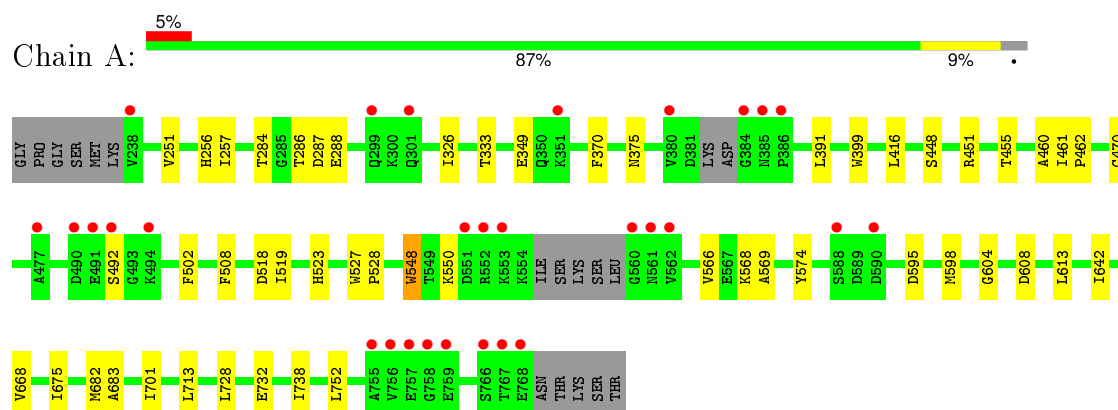 5%
Chain A:
87% 9% •
GLY PRO GLY SER MET LYS V238 V251 H256 I257 T284 G285 T286 D287 E288 Q299 K300 Q301 I326 T333 E349 Q350 K351 F370 N375 V380 D381 LYS ASP G384 N385 P386 L391 W399 L416 S448 R451 T455 A460 I461 P462
A477 D490 E491 S492 G493 K494 F502 F508 D518 I519 H523 W527 P528 W548 T549 K550 D551 R552 K553 K554 ILE SER LYS SER LEU G560 N561 V562 V566 E567 K568 A569 Y574 S588 D589 D590 D595 M598 G604 D608 L613 I642
V668 I675 M682 A683 I701 L713 L728 E732 I738 L752 A755 V756 E757 G758 E759 S766 T767 E768 ASN THR LYS SER THR